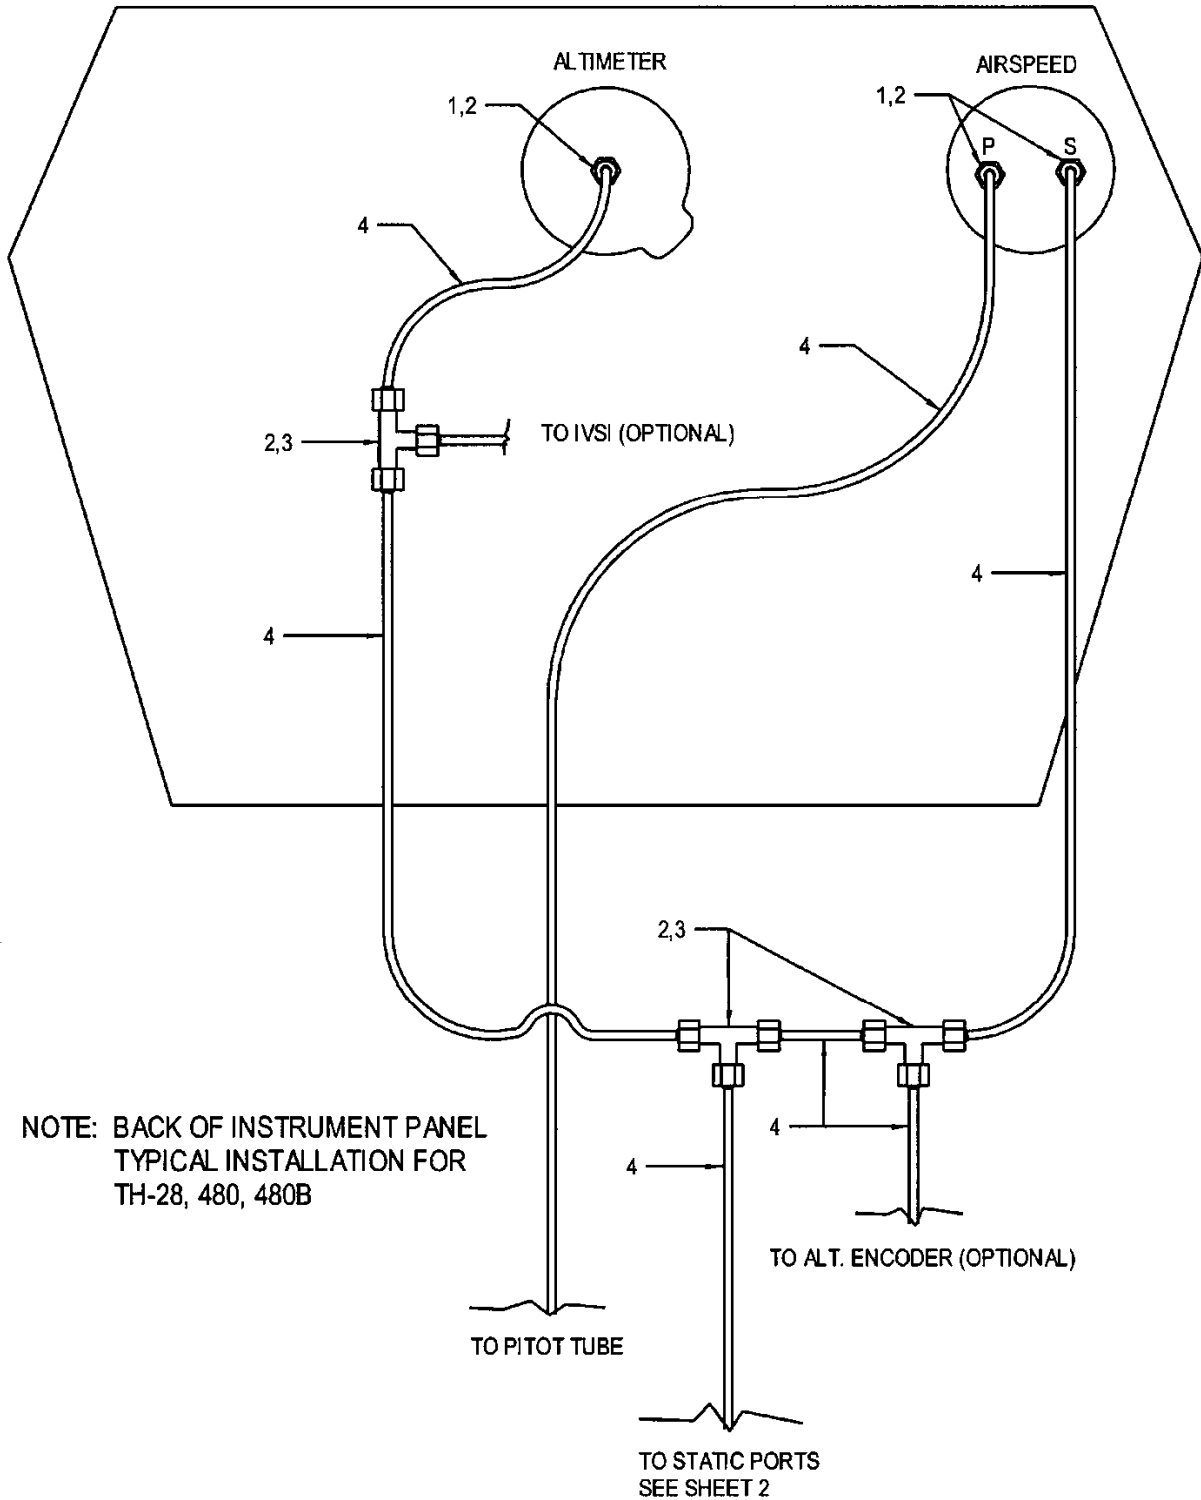 ALTIMETER
AIRSPEED
1,2
1,2
P
S
4
4
2,3
TO IVSI (OPTIONAL)
4
4
2,3
NOTE: BACK OF INSTRUMENT PANEL
TYPICAL INSTALLATION FOR
TH-28, 480, 480B
4
4
TO ALT. ENCODER (OPTIONAL)
TO PITOT TUBE
TO STATIC PORTS
SEE SHEET 2